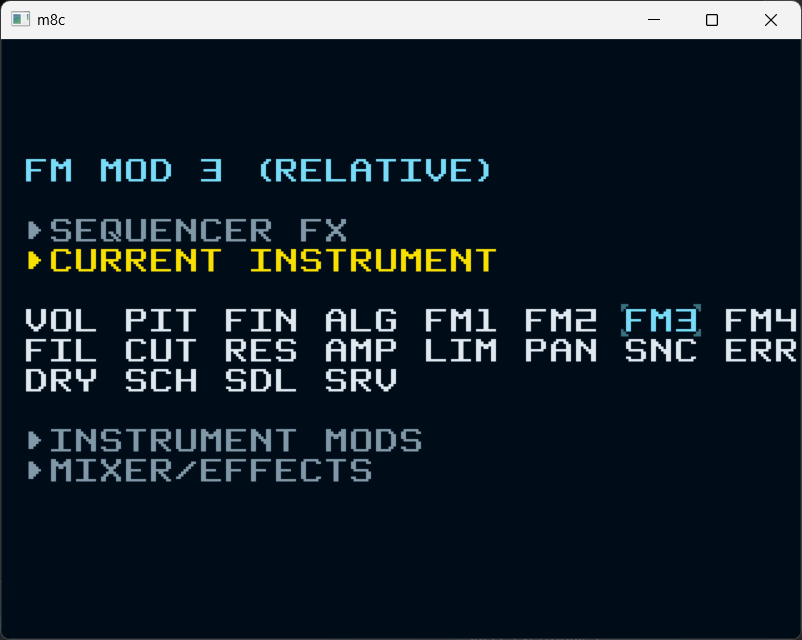 m8c
FM MOD 3 (RELATIVE)
SEQUENCER FX
CURRENT INSTRUMENT
VOL PIT FIN ALG FM1 FM2 FM3 FM4
FIL CUT RES AMP LIM PAN SNC ERR
DRY SCH SDL SRV
INSTRUMENT MODS
MIXER/EFFECTS